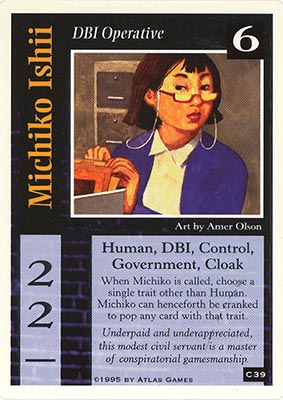 Michiko Ishii
DBI Operative
6
Art by Amer Olson
Human, DBI, Control,
Government, Cloak
When Michiko is called, choose a
single trait other than Human.
Michiko can henceforth be cranked
to pop any card with that trait.
Underpaid and underappreciated,
this modest civil servant is a master
of conspiratorial gamesmanship.
2
2
|
©1995 BY ATLAS GAMES
C39